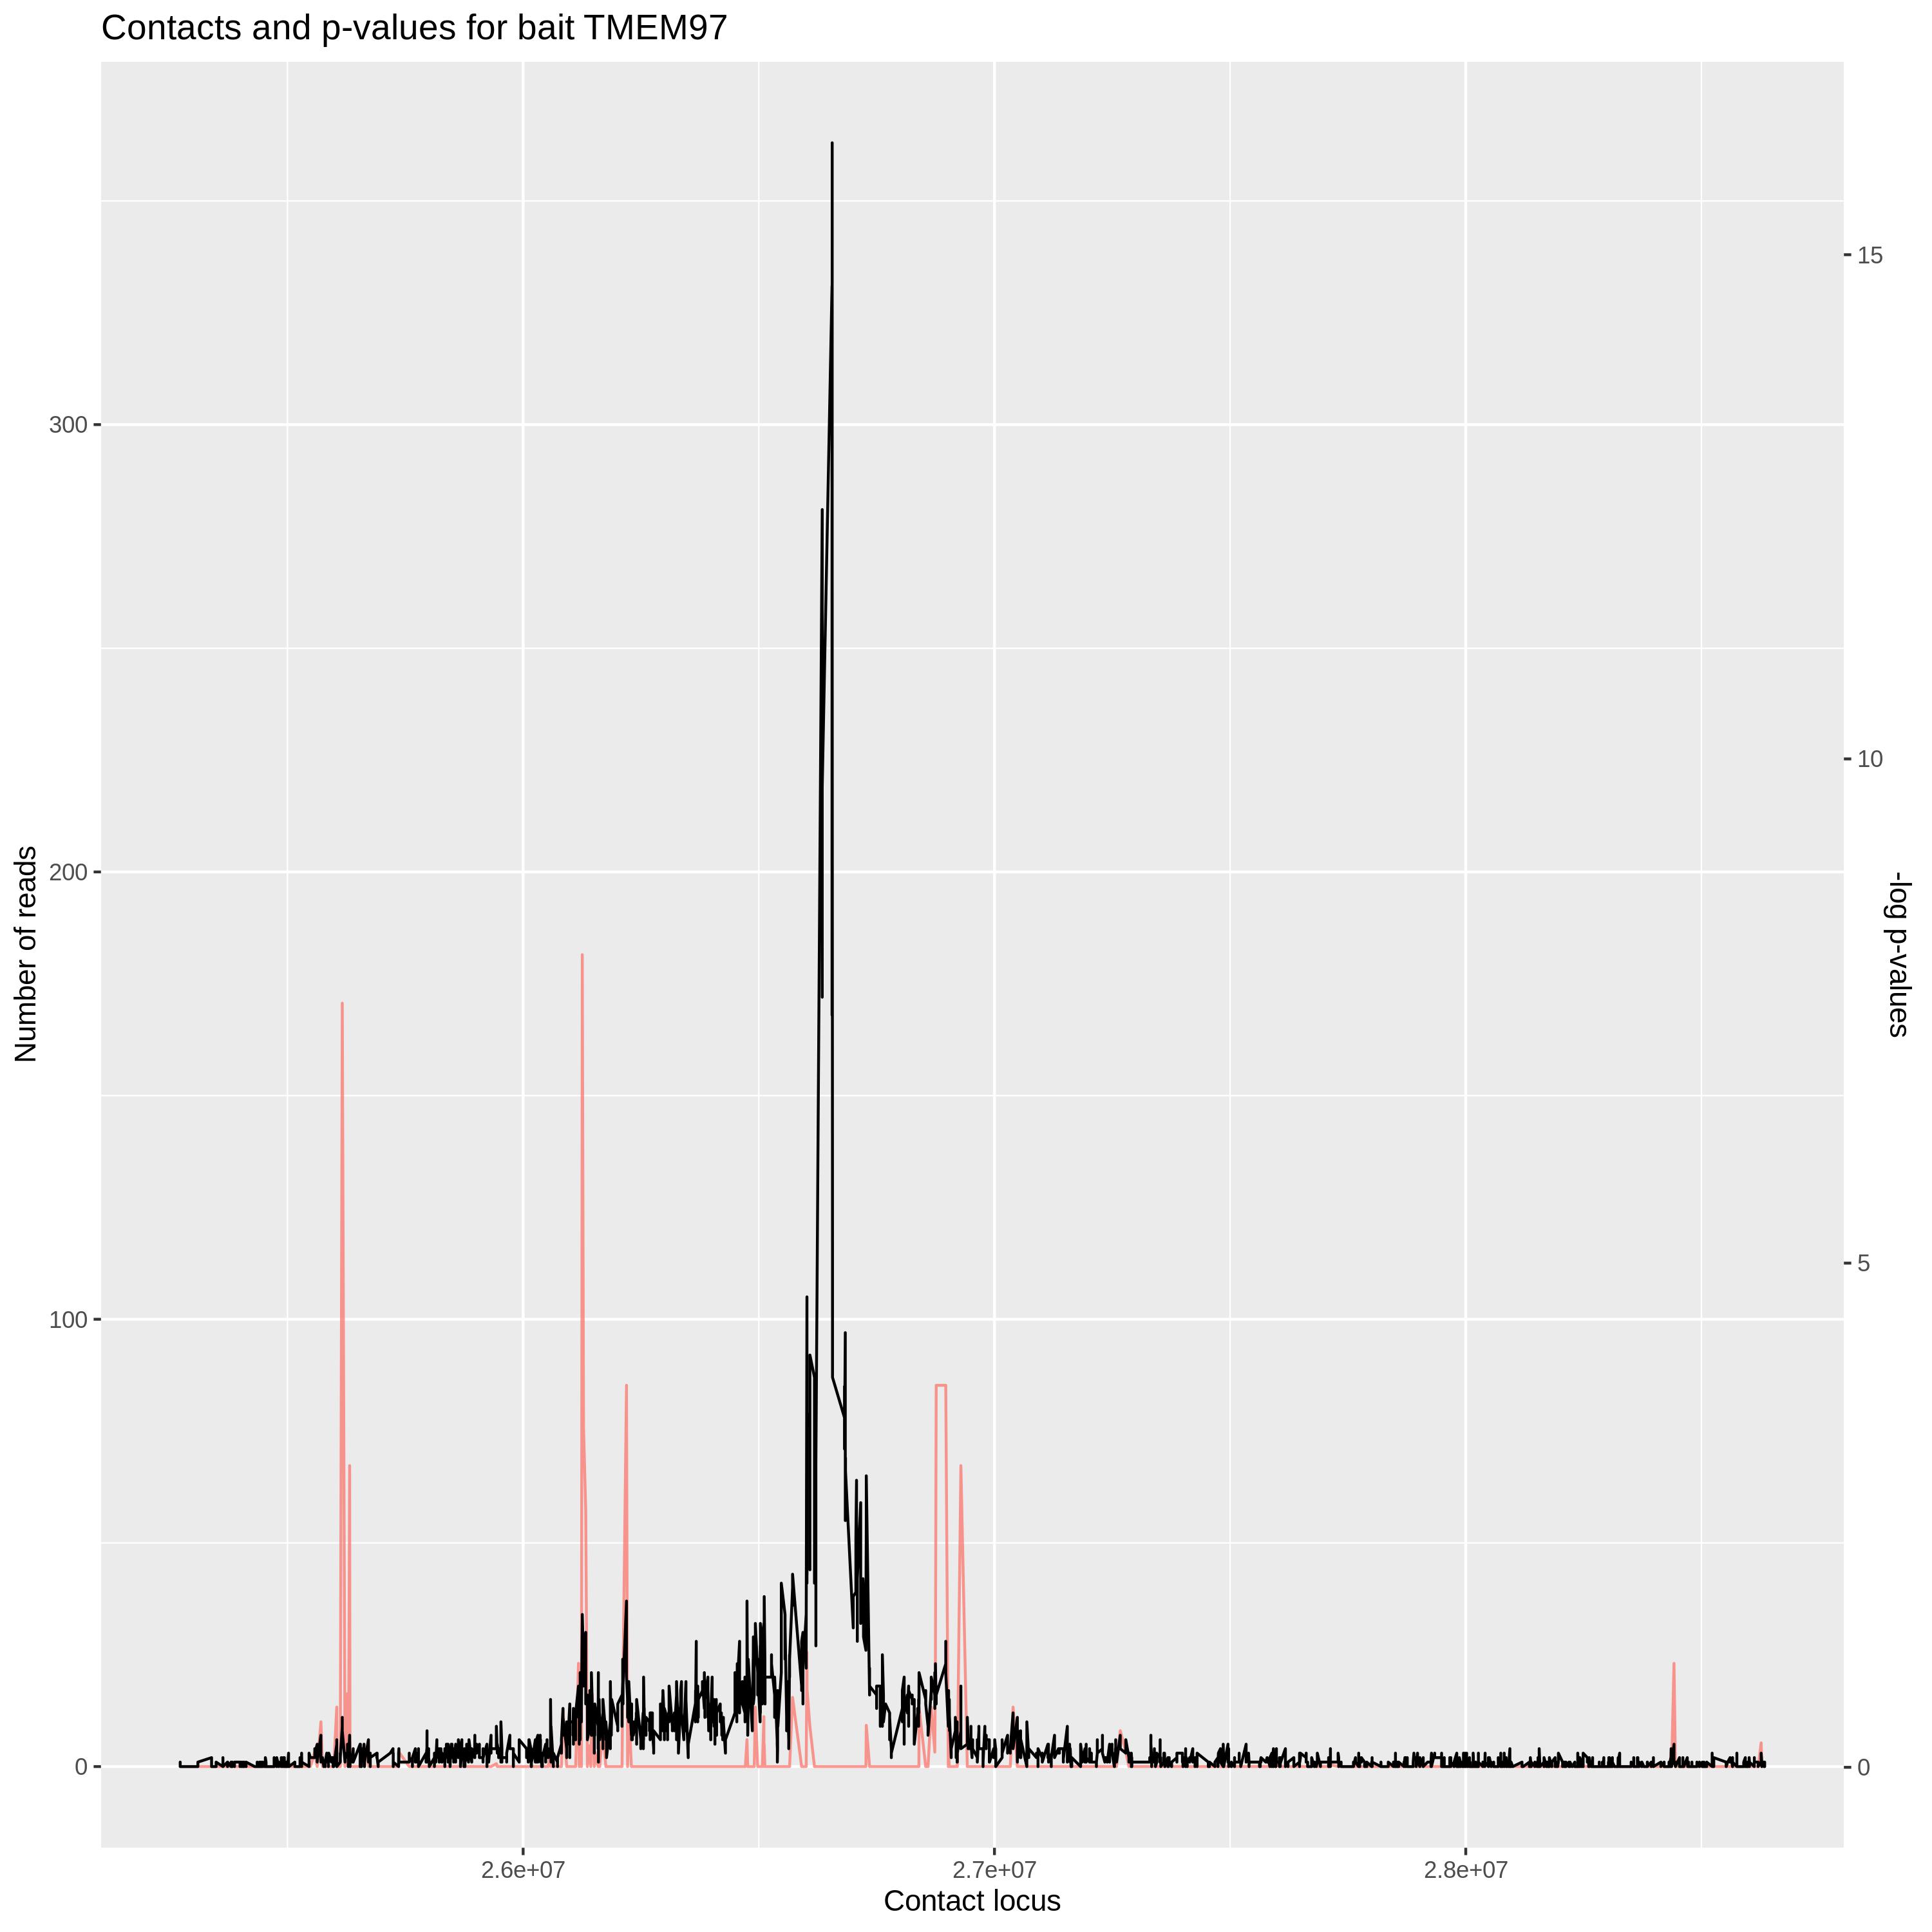 Contacts and p-values for bait TMEM97
300
200
100
0
Number of reads
15
10
5
0
-log p-values
2.6e+07 2.7e+07 2.8e+07
Contact locus